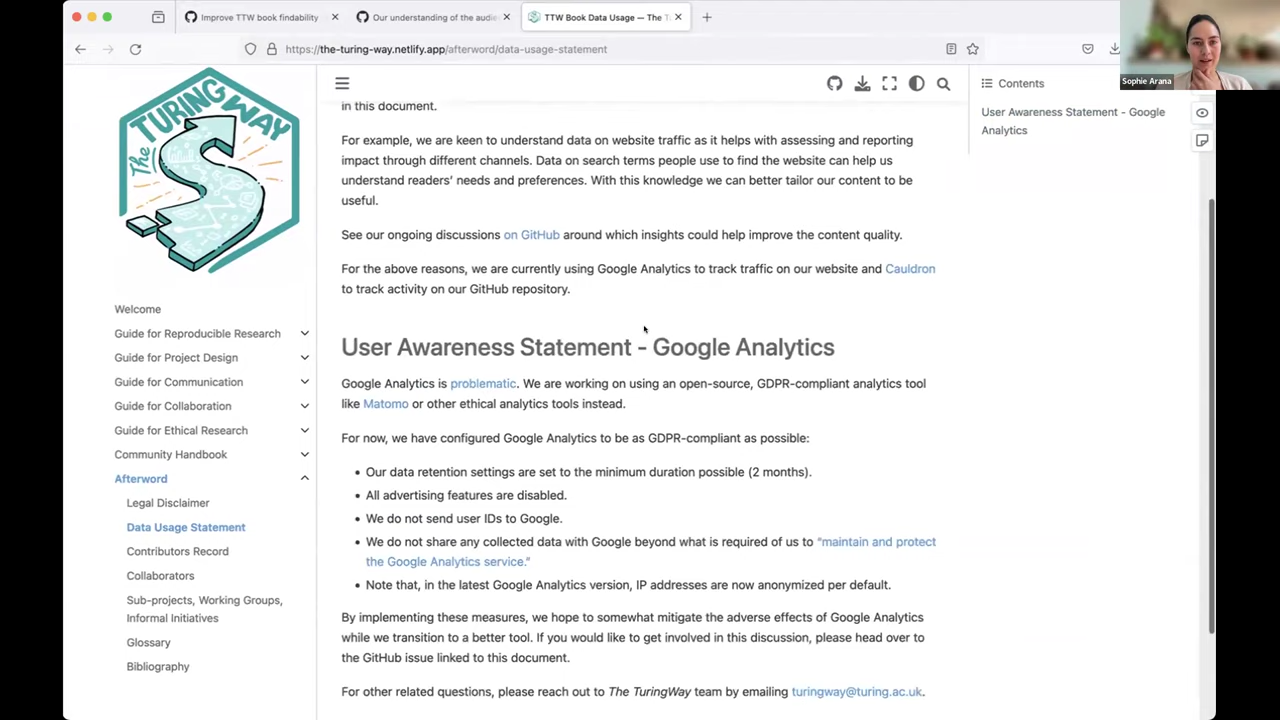 Improve TTW book findability
Our understanding of the audie
TTW Book Data Usage — The T
https://the-turing-way.netlify.app/afterword/data-usage-statement
Sophie Arana
The
TURING
WAY
Welcome
Guide for Reproducible Research
Guide for Project Design
Guide for Communication
Guide for Collaboration
Guide for Ethical Research
Community Handbook
Afterword
Legal Disclaimer
Data Usage Statement
Contributors Record
Collaborators
Sub-projects, Working Groups,
Informal Initiatives
Glossary
Bibliography
in this document.
For example, we are keen to understand data on website traffic as it helps with assessing and reporting
impact through different channels. Data on search terms people use to find the website can help us
understand readers’ needs and preferences. With this knowledge we can better tailor our content to be
useful.
See our ongoing discussions on GitHub around which insights could help improve the content quality.
For the above reasons, we are currently using Google Analytics to track traffic on our website and Cauldron
to track activity on our GitHub repository.
User Awareness Statement - Google Analytics
Google Analytics is problematic. We are working on using an open-source, GDPR-compliant analytics tool
like Matomo or other ethical analytics tools instead.
For now, we have configured Google Analytics to be as GDPR-compliant as possible:
• Our data retention settings are set to the minimum duration possible (2 months).
• All advertising features are disabled.
• We do not send user IDs to Google.
• We do not share any collected data with Google beyond what is required of us to “maintain and protect
the Google Analytics service.”
• Note that, in the latest Google Analytics version, IP addresses are now anonymized per default.
By implementing these measures, we hope to somewhat mitigate the adverse effects of Google Analytics
while we transition to a better tool. If you would like to get involved in this discussion, please head over to
the GitHub issue linked to this document.
For other related questions, please reach out to The TuringWay team by emailing turingway@turing.ac.uk.
Contents
User Awareness Statement - Google
Analytics